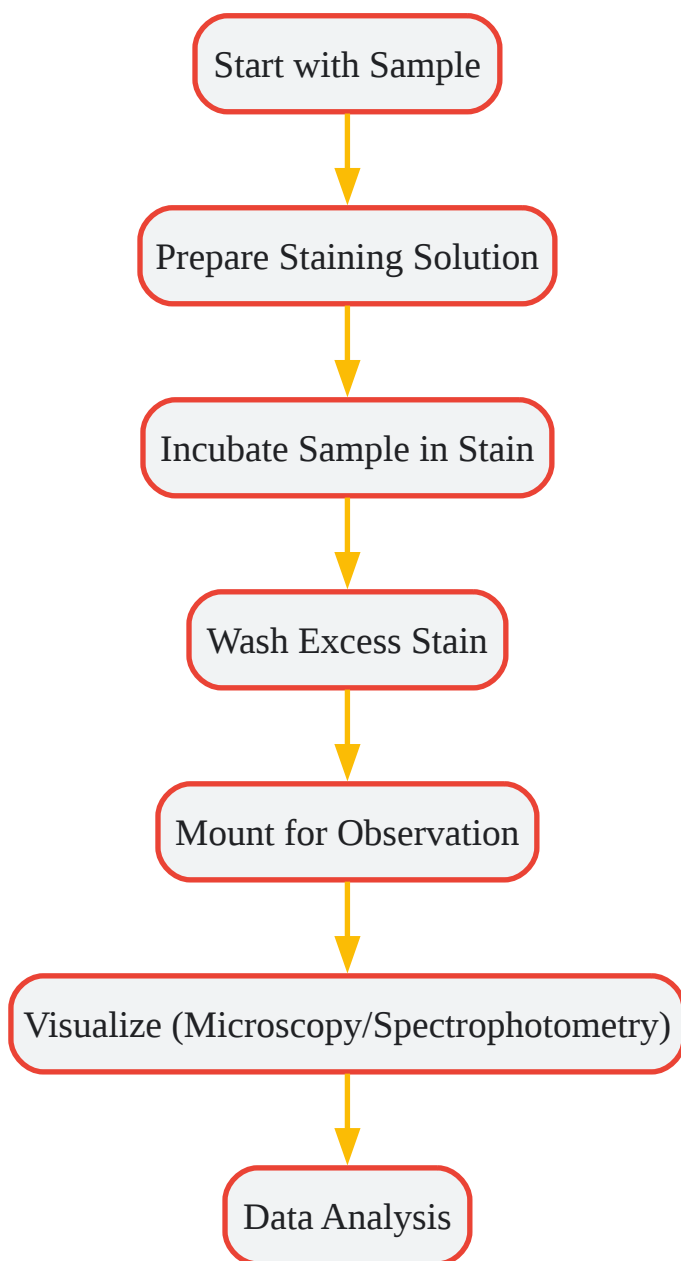 Start with Sample
Prepare Staining Solution
Incubate Sample in Stain
Wash Excess Stain
Mount for Observation
Visualize (Microscopy/Spectrophotometry)
Data Analysis